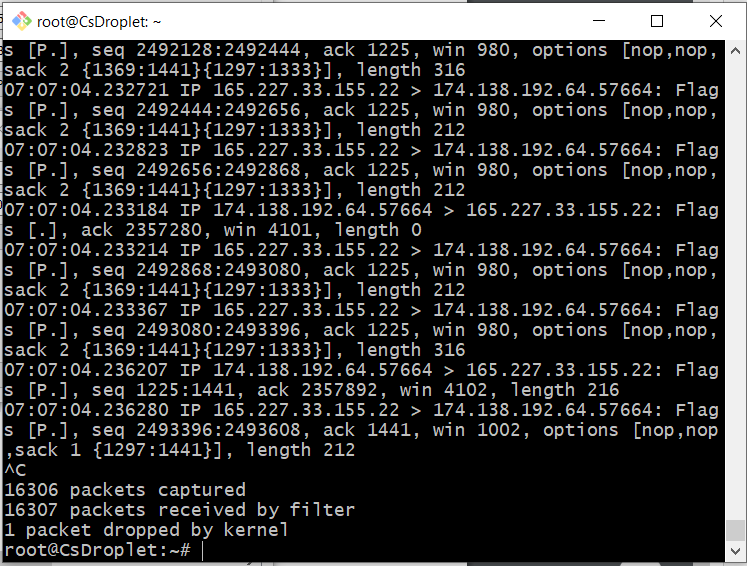 root@CsDroplet: ~
s [P.], seq 2492128:2492444, ack 1225, win 980, options [nop,nop,
sack 2 {1369:1441}{1297:1333}], length 316
07:07:04.232721 IP 165.227.33.155.22 > 174.138.192.64.57664: Flag
s [P.], seq 2492444:2492656, ack 1225, win 980, options [nop,nop,
sack 2 {1369:1441}{1297:1333}], length 212
07:07:04.232823 IP 165.227.33.155.22 > 174.138.192.64.57664: Flag
s [P.], seq 2492656:2492868, ack 1225, win 980, options [nop,nop,
sack 2 {1369:1441}{1297:1333}], length 212
07:07:04.233184 IP 174.138.192.64.57664 > 165.227.33.155.22: Flag
s [.], ack 2357280, win 4101, length 0
07:07:04.233214 IP 165.227.33.155.22 > 174.138.192.64.57664: Flag
s [P.], seq 2492868:2493080, ack 1225, win 980, options [nop,nop,
sack 2 {1369:1441}{1297:1333}], length 212
07:07:04.233367 IP 165.227.33.155.22 > 174.138.192.64.57664: Flag
s [P.], seq 2493080:2493396, ack 1225, win 980, options [nop,nop,
sack 2 {1369:1441}{1297:1333}], length 316
07:07:04.236207 IP 174.138.192.64.57664 > 165.227.33.155.22: Flag
s [P.], seq 1225:1441, ack 2357892, win 4102, length 216
07:07:04.236280 IP 165.227.33.155.22 > 174.138.192.64.57664: Flag
s [P.], seq 2493396:2493608, ack 1441, win 1002, options [nop,nop
,sack 1 {1297:1441}], length 212
^C
16306 packets captured
16307 packets received by filter
1 packet dropped by kernel
root@CsDroplet:~#